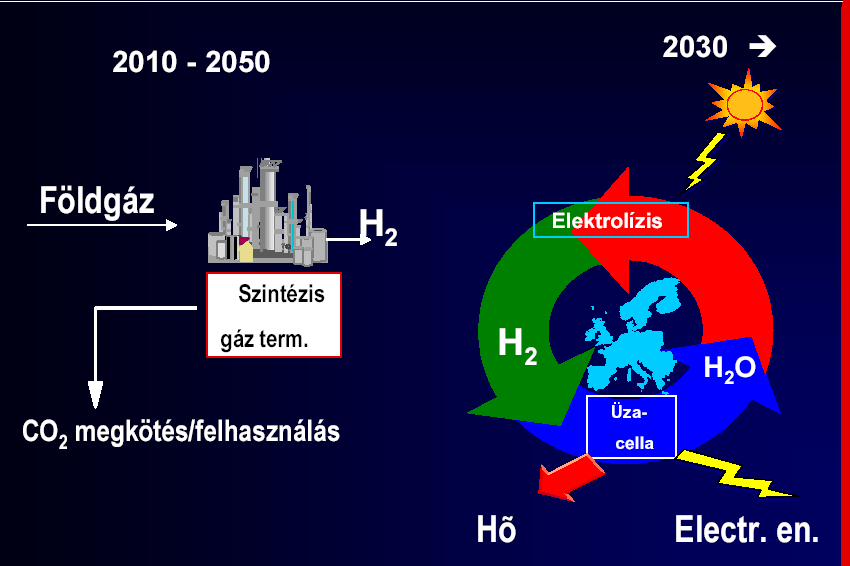 2010 - 2050
Földgáz
H2
Szintézis
gáz term.
CO2 megkötés/felhasználás
2030 ➔
Elektrolízis
H2
H2O
Üza-
cella
Hõ
Electr. en.